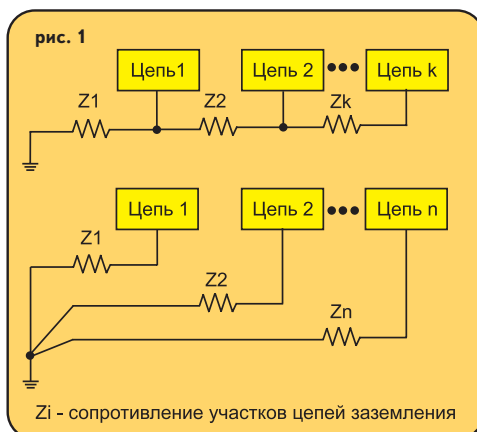 рис. 1
Цепь1 Цепь 2 ••• Цепь k
Z1 Z2 Zk
Цепь 1 Цепь 2 ••• Цепь n
Z1
Z2
Zn
Zi - сопротивление участков цепей заземления